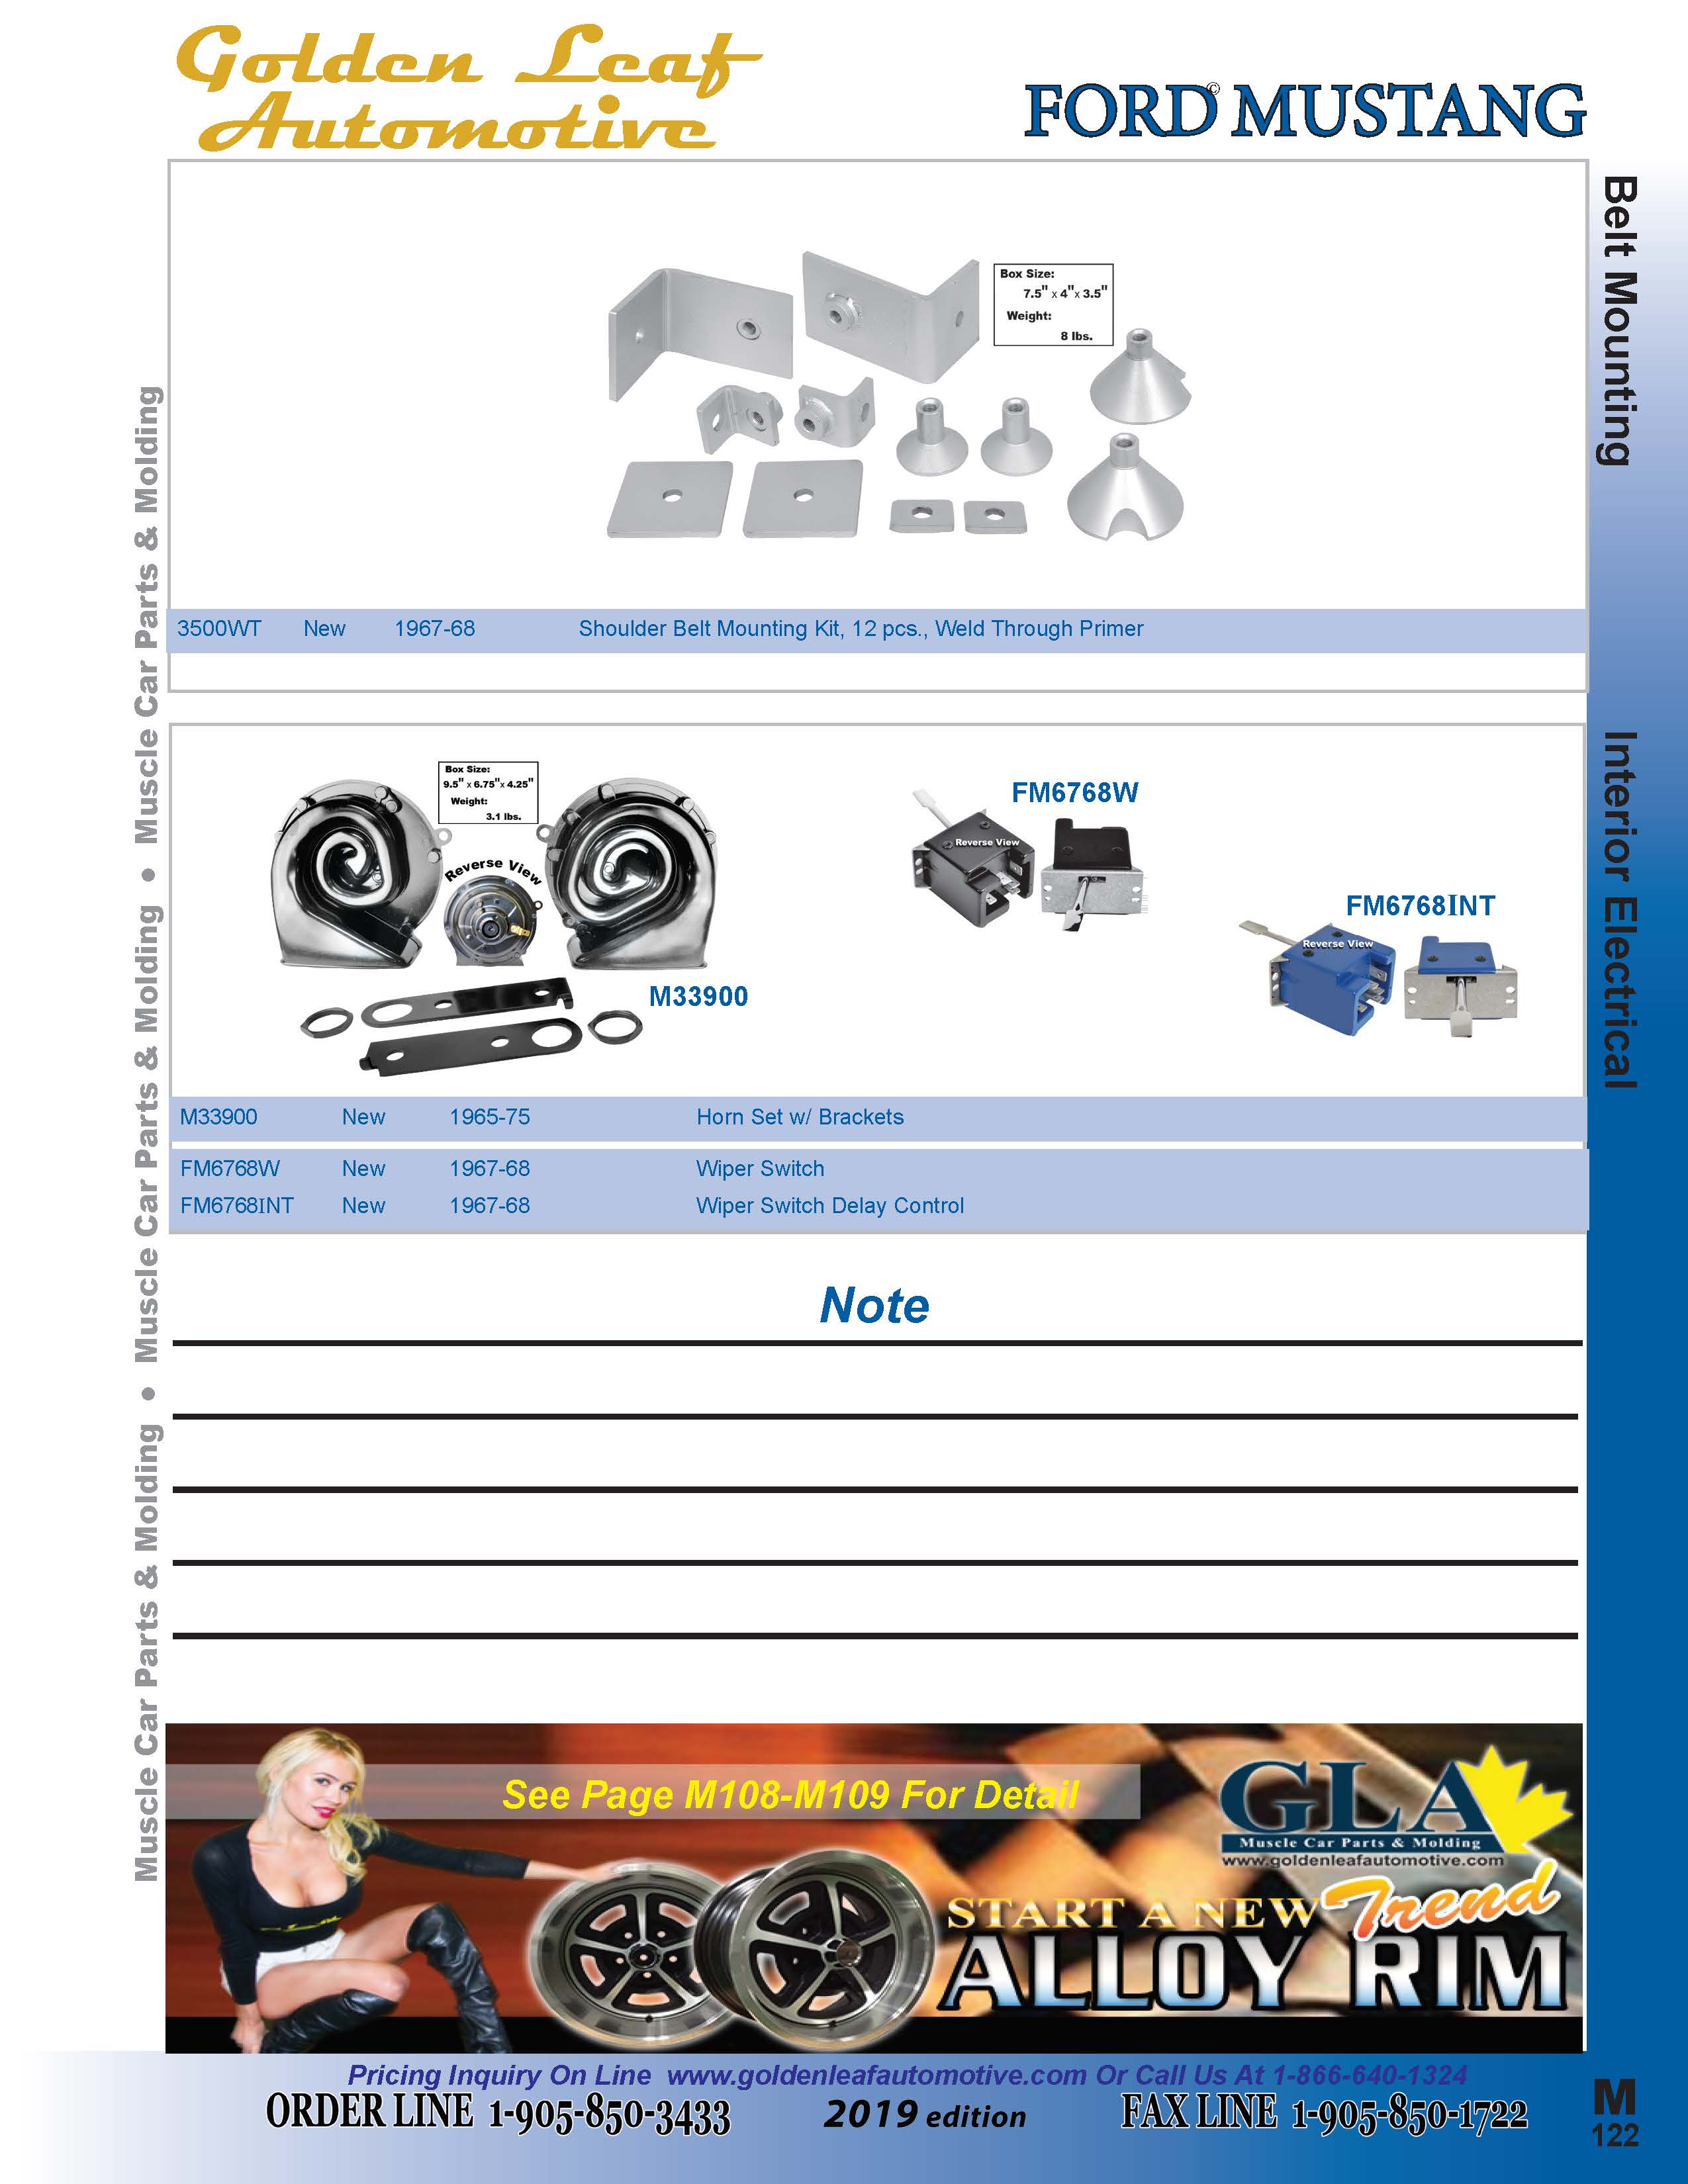 Golden Leaf
Automotive
FORD© MUSTANG
Belt Mounting
Box Size:
7.5" x 4"x 3.5"
Weight:
8 lbs.
3500WT New 1967-68 Shoulder Belt Mounting Kit, 12 pcs., Weld Through Primer
Muscle Car Parts & Molding • Muscle Car Parts & Molding • Muscle Car Parts & Molding
Interior Electrical
Box Size:
9.5" x 6.75"x 4.25"
Weight:
3.1 lbs.
Reverse View
M33900
FM6768W
Reverse View
FM6768INT
Reverse View
M33900 New 1965-75 Horn Set w/ Brackets
FM6768W New 1967-68 Wiper Switch
FM6768INT New 1967-68 Wiper Switch Delay Control
Note
See Page M108-M109 For Detail
GLA
Muscle Car Parts & Molding
www.goldenleafautomotive.com
START A NEW Trend
ALLOY RIM
Pricing Inquiry On Line www.goldenleafautomotive.com Or Call Us At 1-866-640-1324
ORDER LINE 1-905-850-3433 2019 edition FAX LINE 1-905-850-1722
M
122